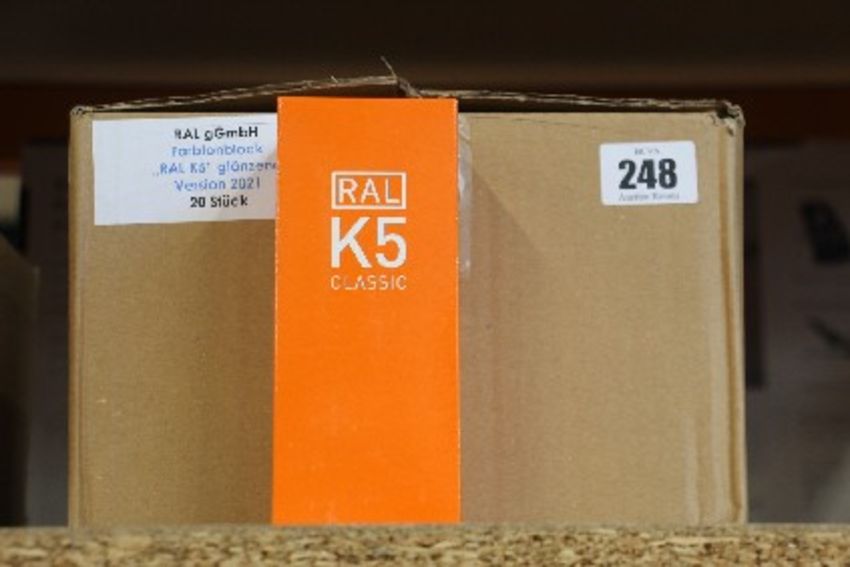 RAL gGmbH
Farbtonblock
„RAL K5" glänzend
Version 2021
20 Stück
RAL
K5
CLASSIC
248